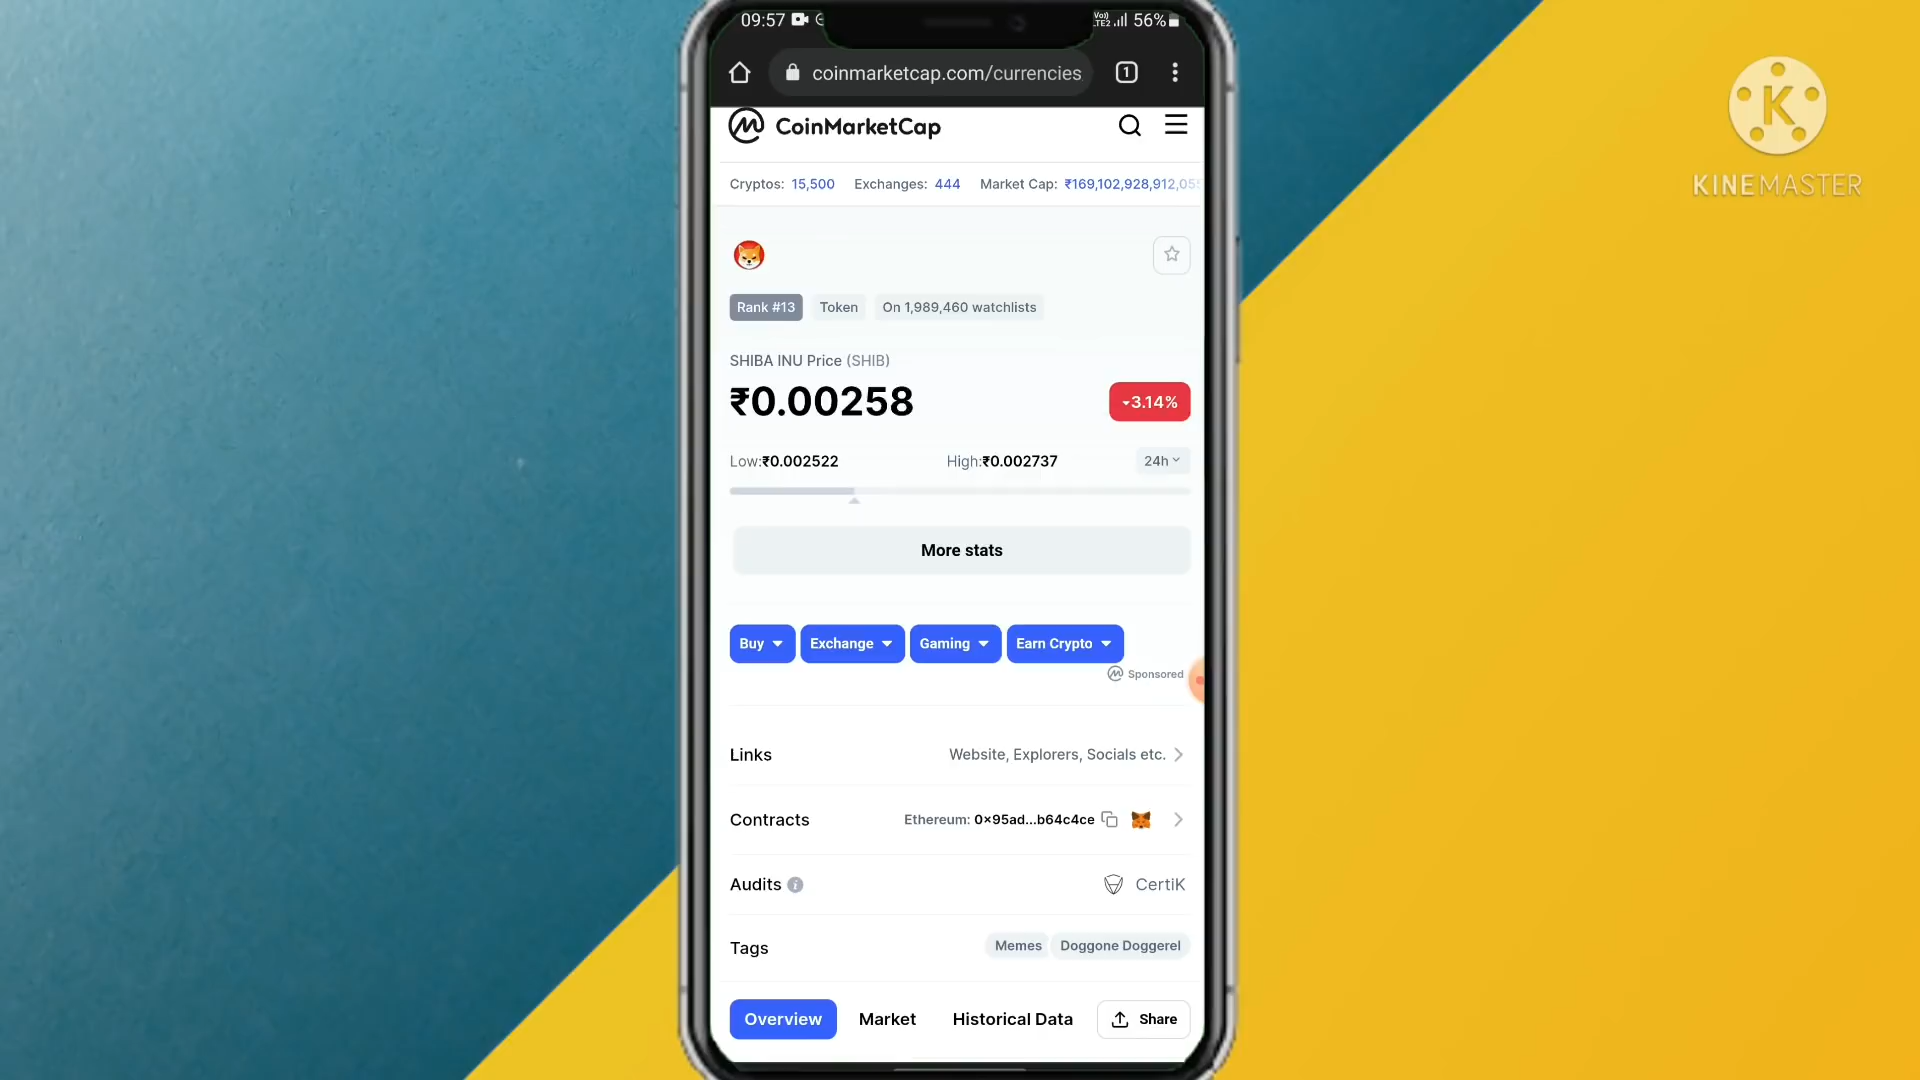 09:57
Vo)) LTE2 56%
coinmarketcap.com/currencies
1
CoinMarketCap
Cryptos: 15,500 Exchanges: 444 Market Cap: ₹169,102,928,912,05
K
KINEMASTER
Rank #13 Token On 1,989,460 watchlists
SHIBA INU Price (SHIB)
₹0.00258
3.14%
Low:₹0.002522 High:₹0.002737 24h
More stats
Buy Exchange Gaming Earn Crypto
Sponsored
Links Website, Explorers, Socials etc.
Contracts Ethereum: 0x95ad...b64c4ce
Audits CertiK
Tags Memes Doggone Doggerel
Overview Market Historical Data Share